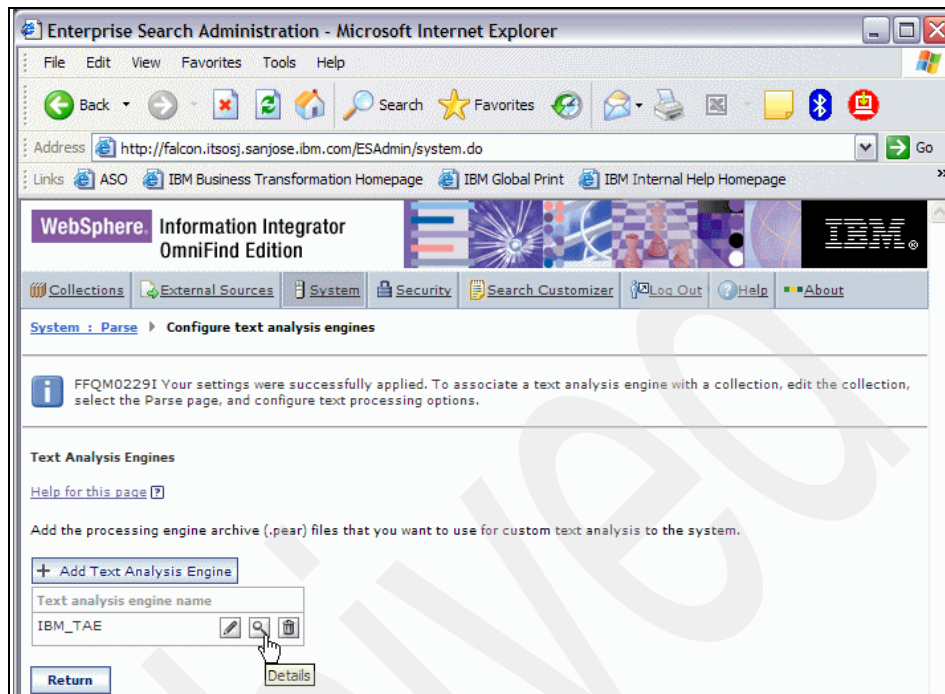 Enterprise Search Administration - Microsoft Internet Explorer
File Edit View Favorites Tools Help
Back Search Favorites
Address http://falcon.itsosj.sanjose.ibm.com/ESAdmin/system.do Go
Links ASO IBM Business Transformation Homepage IBM Global Print IBM Internal Help Homepage »
WebSphere. Information Integrator
OmniFind Edition
IBM®
Collections External Sources System Security Search Customizer Log Out Help About
System : Parse Configure text analysis engines
FFQM0229I Your settings were successfully applied. To associate a text analysis engine with a collection, edit the collection,
select the Parse page, and configure text processing options.
Text Analysis Engines
Help for this page ?
Add the processing engine archive (.pear) files that you want to use for custom text analysis to the system.
+ Add Text Analysis Engine
Text analysis engine name
IBM_TAE
Details
Return